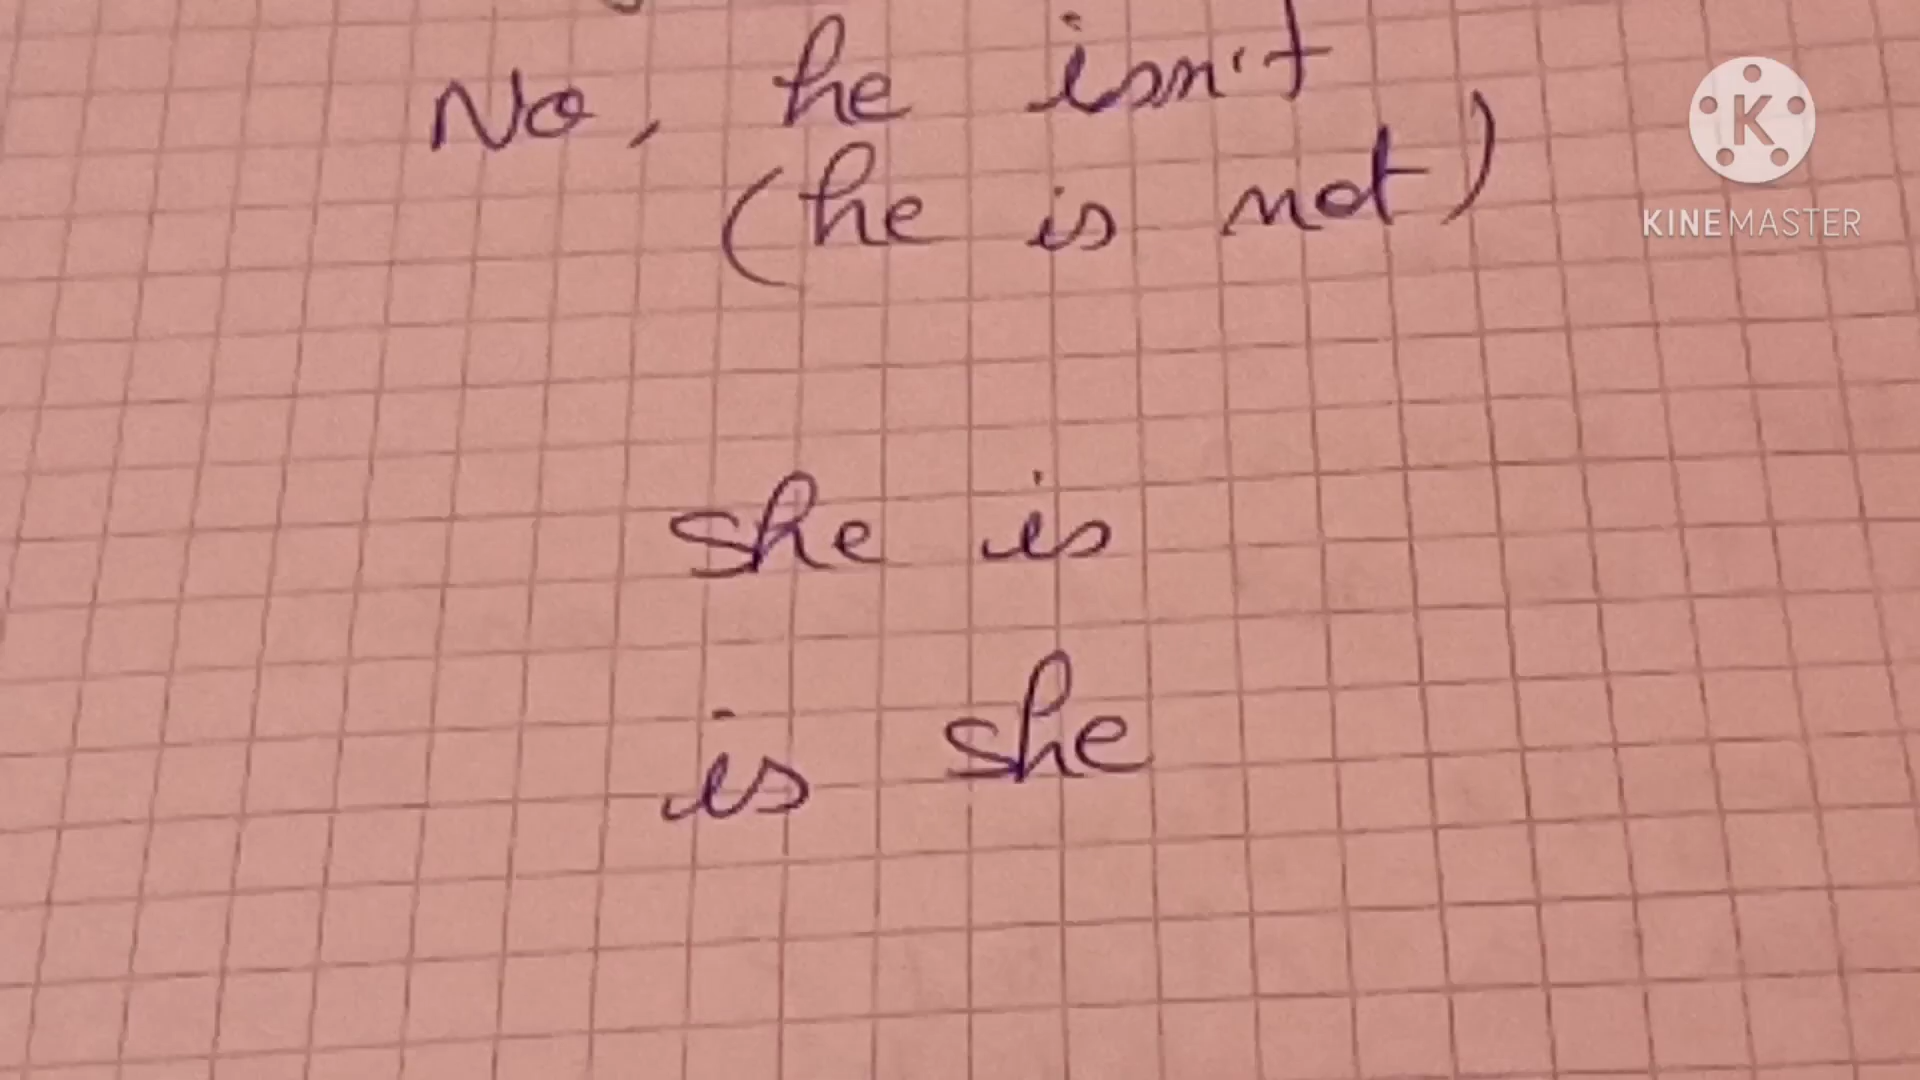 No, he isn't
(he is not)
K
KINEMASTER
she is
is she